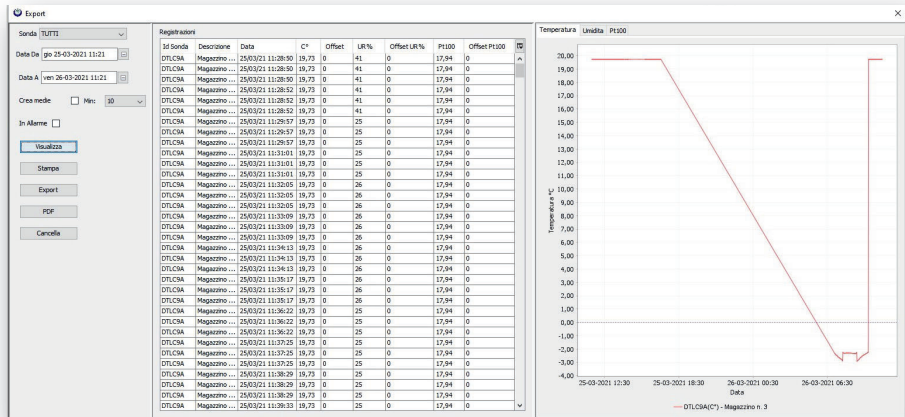 Export
Sonda TUTTI
Data Da gio 25-03-2021 11:21
Data A ven 26-03-2021 11:21
Crea medie Min: 10
In Allarme
Visualizza
Stampa
Export
PDF
Cancella
Registrazioni
Id Sonda Descrizione Data C° Offset UR% Offset UR% Pt100 Offset Pt100
DTLC9A Magazzino ... 25/03/21 11:28:50 19,73 0 41 0 17,94 0
DTLC9A Magazzino ... 25/03/21 11:28:50 19,73 0 41 0 17,94 0
DTLC9A Magazzino ... 25/03/21 11:28:50 19,73 0 41 0 17,94 0
DTLC9A Magazzino ... 25/03/21 11:28:52 19,73 0 41 0 17,94 0
DTLC9A Magazzino ... 25/03/21 11:28:52 19,73 0 41 0 17,94 0
DTLC9A Magazzino ... 25/03/21 11:28:52 19,73 0 41 0 17,94 0
DTLC9A Magazzino ... 25/03/21 11:29:57 19,73 0 25 0 17,94 0
DTLC9A Magazzino ... 25/03/21 11:29:57 19,73 0 25 0 17,94 0
DTLC9A Magazzino ... 25/03/21 11:29:57 19,73 0 25 0 17,94 0
DTLC9A Magazzino ... 25/03/21 11:31:01 19,73 0 25 0 17,94 0
DTLC9A Magazzino ... 25/03/21 11:31:01 19,73 0 25 0 17,94 0
DTLC9A Magazzino ... 25/03/21 11:31:01 19,73 0 25 0 17,94 0
DTLC9A Magazzino ... 25/03/21 11:32:05 19,73 0 26 0 17,94 0
DTLC9A Magazzino ... 25/03/21 11:32:05 19,73 0 26 0 17,94 0
DTLC9A Magazzino ... 25/03/21 11:32:05 19,73 0 26 0 17,94 0
DTLC9A Magazzino ... 25/03/21 11:33:09 19,73 0 26 0 17,94 0
DTLC9A Magazzino ... 25/03/21 11:33:09 19,73 0 26 0 17,94 0
DTLC9A Magazzino ... 25/03/21 11:33:09 19,73 0 26 0 17,94 0
DTLC9A Magazzino ... 25/03/21 11:34:13 19,73 0 26 0 17,94 0
DTLC9A Magazzino ... 25/03/21 11:34:13 19,73 0 26 0 17,94 0
DTLC9A Magazzino ... 25/03/21 11:34:13 19,73 0 26 0 17,94 0
DTLC9A Magazzino ... 25/03/21 11:35:17 19,73 0 26 0 17,94 0
DTLC9A Magazzino ... 25/03/21 11:35:17 19,73 0 26 0 17,94 0
DTLC9A Magazzino ... 25/03/21 11:35:17 19,73 0 26 0 17,94 0
DTLC9A Magazzino ... 25/03/21 11:36:22 19,73 0 25 0 17,94 0
DTLC9A Magazzino ... 25/03/21 11:36:22 19,73 0 25 0 17,94 0
DTLC9A Magazzino ... 25/03/21 11:36:22 19,73 0 25 0 17,94 0
DTLC9A Magazzino ... 25/03/21 11:37:25 19,73 0 25 0 17,94 0
DTLC9A Magazzino ... 25/03/21 11:37:25 19,73 0 25 0 17,94 0
DTLC9A Magazzino ... 25/03/21 11:37:25 19,73 0 25 0 17,94 0
DTLC9A Magazzino ... 25/03/21 11:38:29 19,73 0 25 0 17,94 0
DTLC9A Magazzino ... 25/03/21 11:38:29 19,73 0 25 0 17,94 0
DTLC9A Magazzino ... 25/03/21 11:38:29 19,73 0 25 0 17,94 0
DTLC9A Magazzino ... 25/03/21 11:39:33 19,73 0 25 0 17,94 0
Temperatura Umidita Pt100
20,00
19,00
18,00
17,00
16,00
15,00
14,00
13,00
12,00
11,00
10,00
9,00
8,00
7,00
6,00
5,00
4,00
3,00
2,00
1,00
0,00
-1,00
-2,00
-3,00
-4,00
Temperatura °C
25-03-2021 12:30 25-03-2021 18:30 26-03-2021 00:30 26-03-2021 06:30
Data
DTLC9A(C°) - Magazzino n. 3